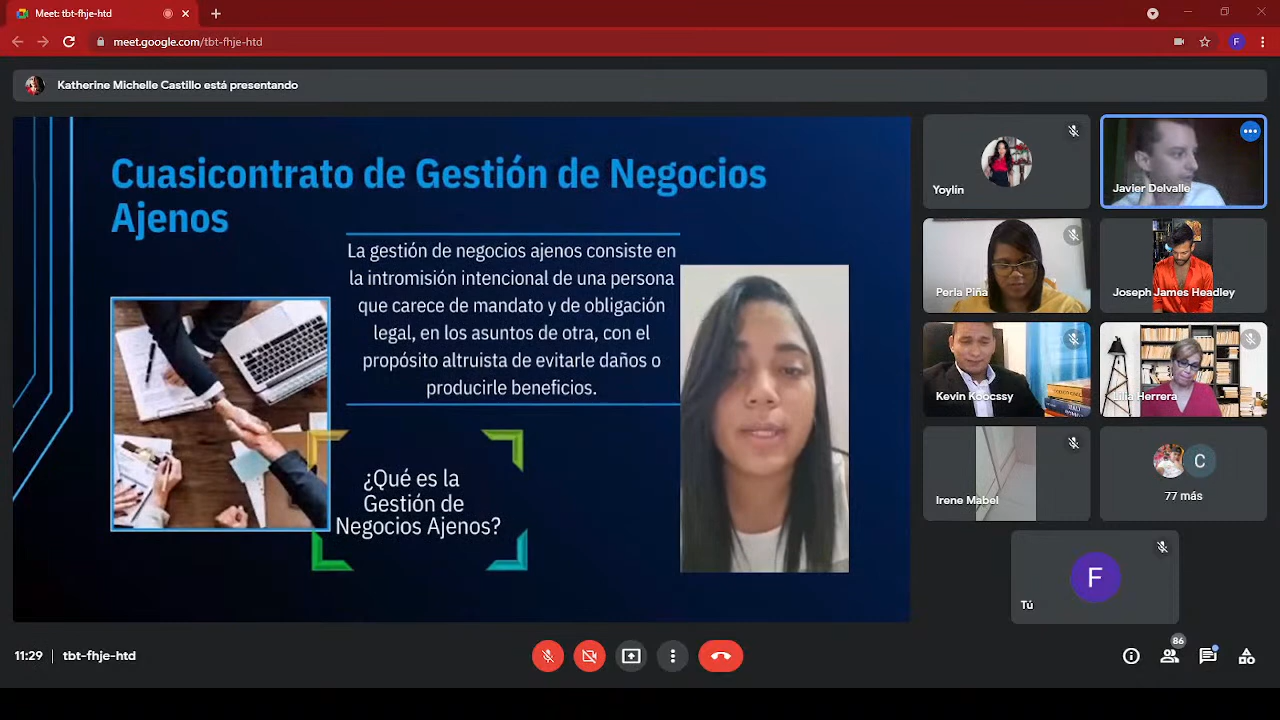 Meet: tbt-fhje-htd
meet.google.com/tbt-fhje-htd
F
Katherine Michelle Castillo está presentando
Cuasicontrato de Gestión de Negocios
Ajenos
La gestión de negocios ajenos consiste en
la intromisión intencional de una persona
que carece de mandato y de obligación
legal, en los asuntos de otra, con el
propósito altruista de evitarle daños o
producirle beneficios.
¿Qué es la
Gestión de
Negocios Ajenos?
Yoylín
Javier Delvalle
Perla Piña
Joseph James Headley
Kevin Koocssy
Lilia Herrera
Irene Mabel
C
77 más
F
Tú
11:29
tbt-fhje-htd
86